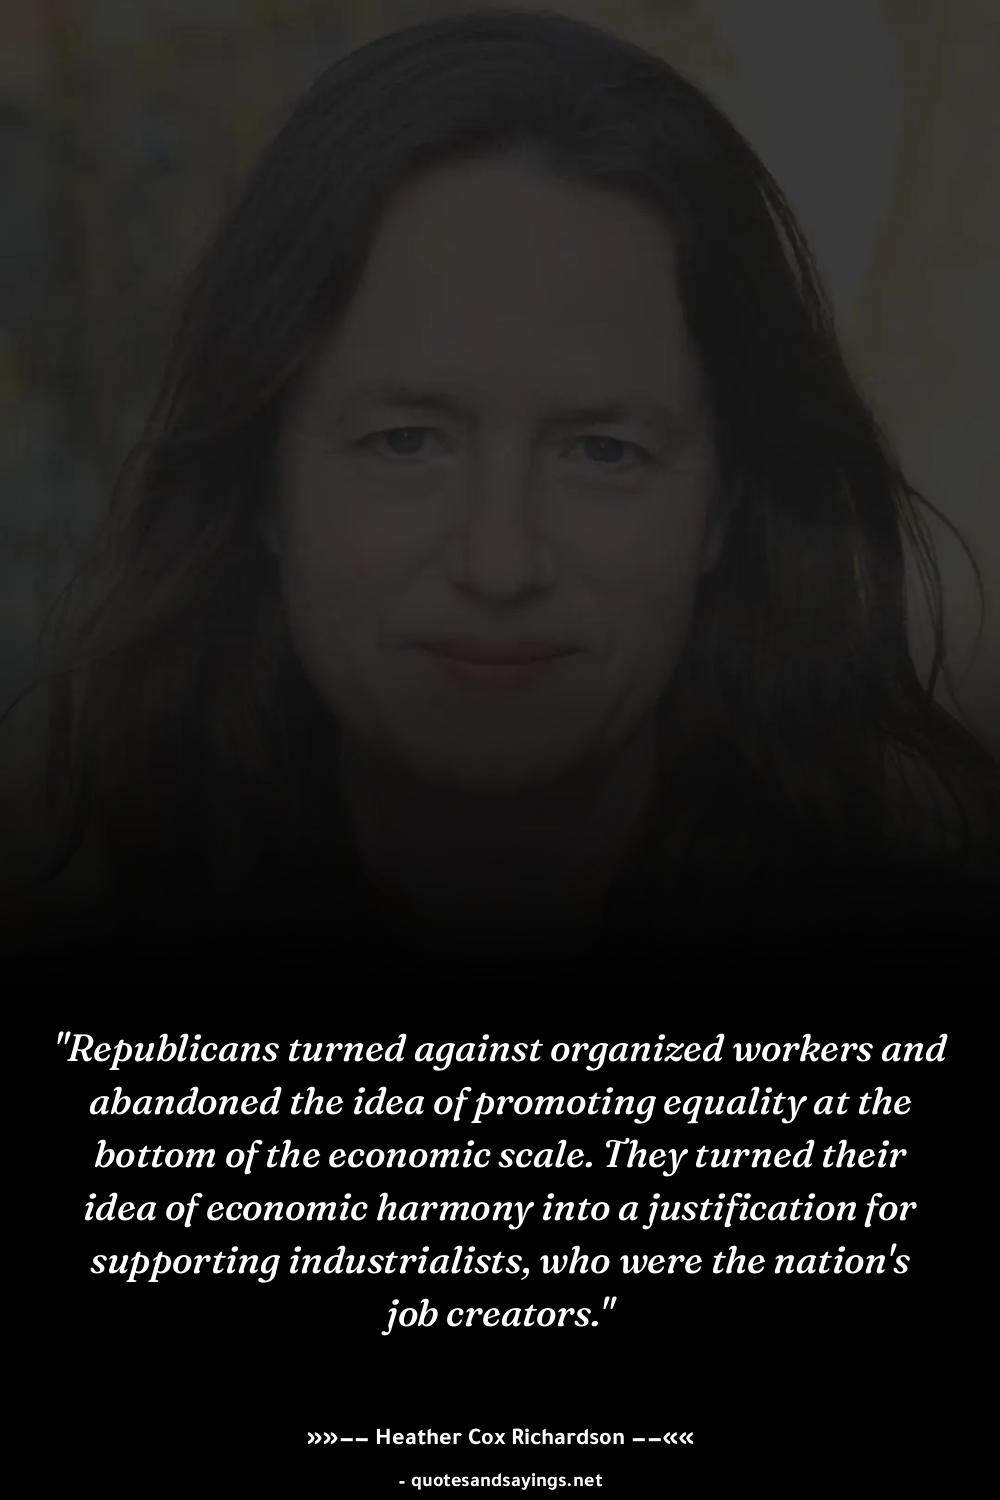 "Republicans turned against organized workers and
abandoned the idea of promoting equality at the
bottom of the economic scale. They turned their
idea of economic harmony into a justification for
supporting industrialists, who were the nation's
job creators."
»»−− Heather Cox Richardson −−««
- quotesandsayings.net